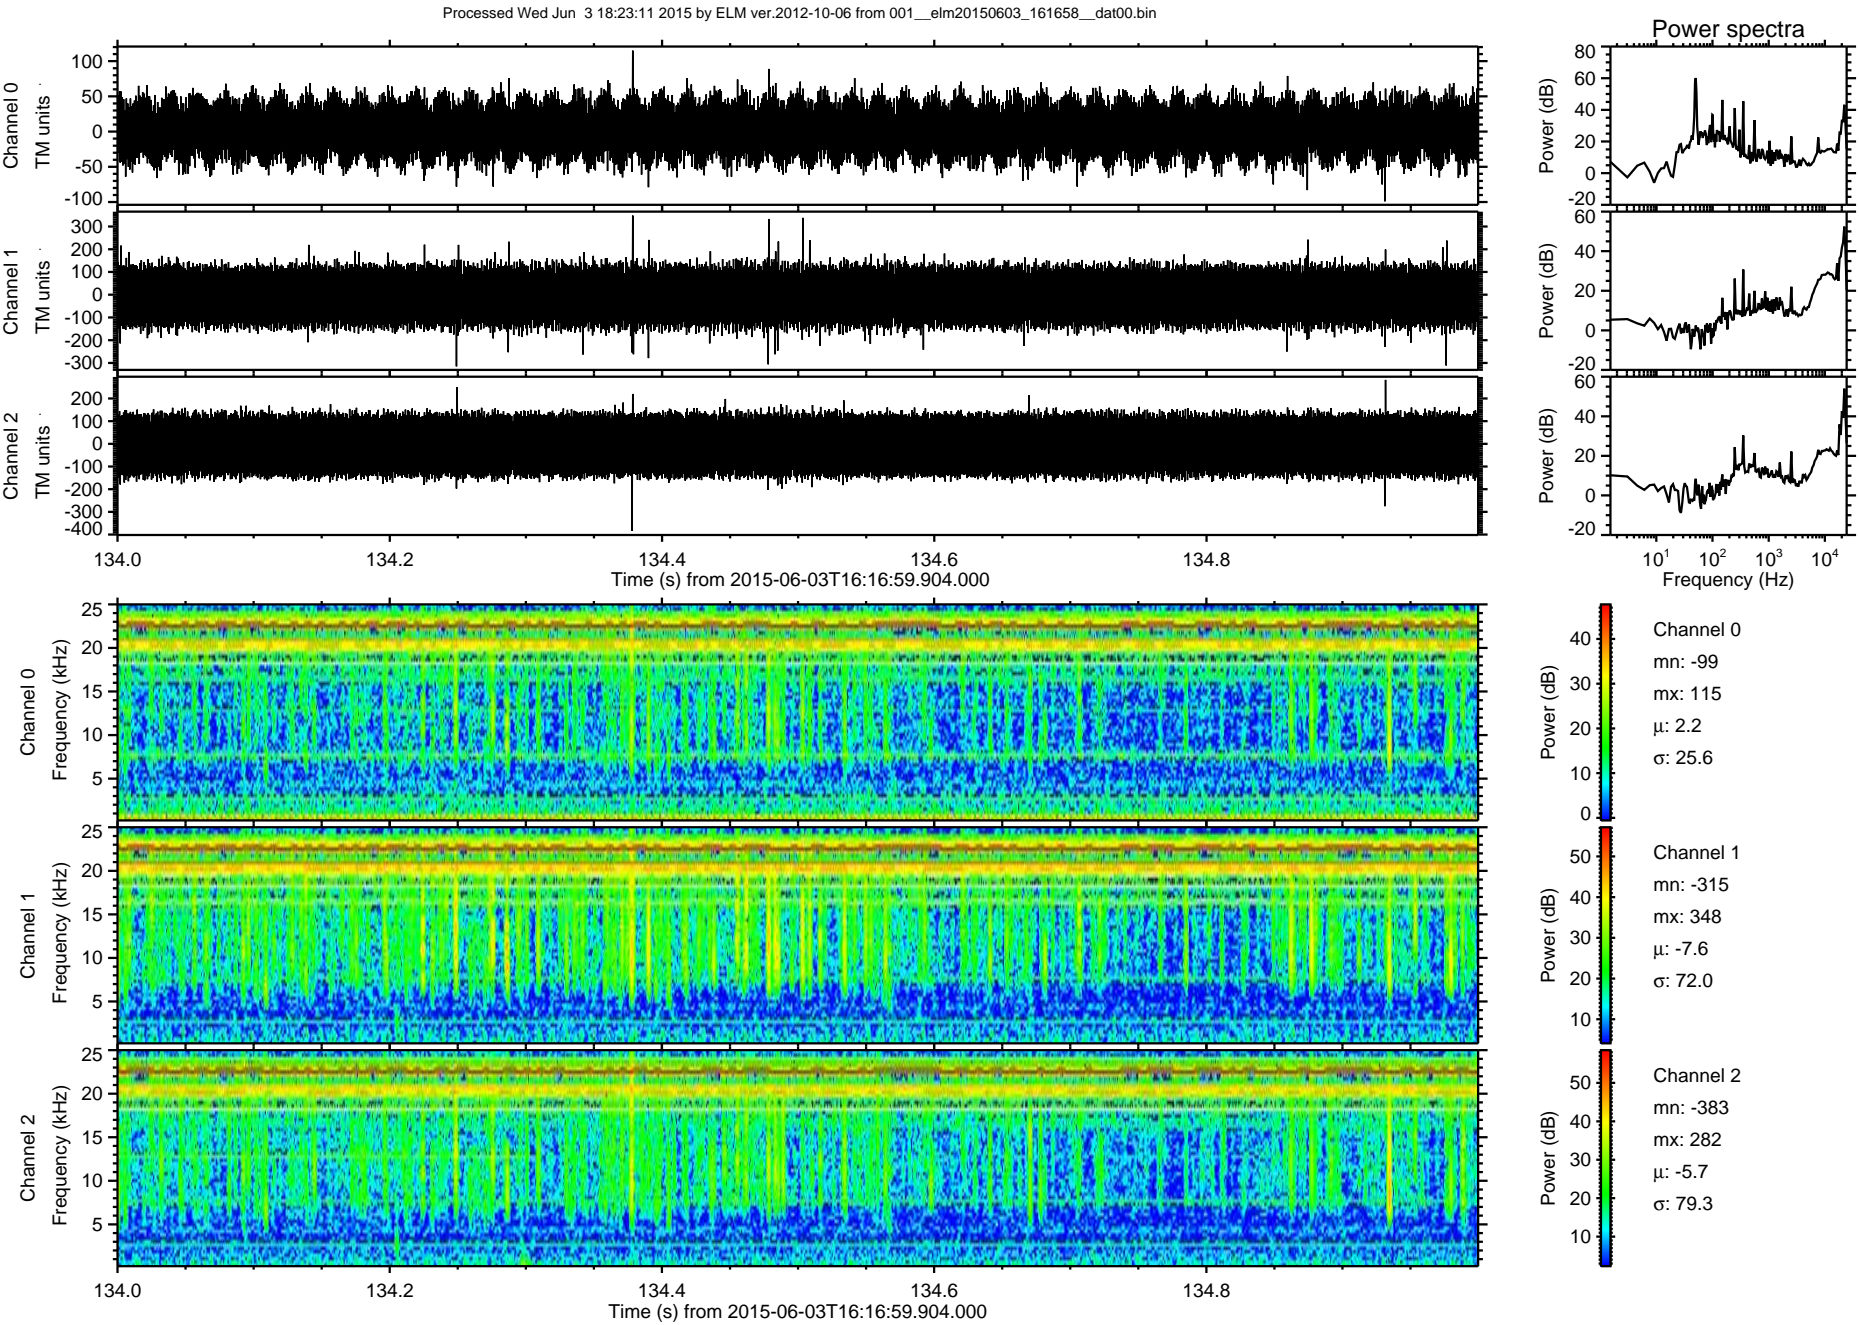 Processed Wed Jun  3 18:23:11 2015 by ELM ver.2012-10-06 from 001__elm20150603_161658__dat00.bin
Power spectra
Channel 0
TM units
100
50
0
-50
-100
Power (dB)
80
60
40
20
0
-20
Channel 1
TM units
300
200
100
0
-100
-200
-300
Power (dB)
60
40
20
0
-20
Channel 2
TM units
200
100
0
-100
-200
-300
-400
Power (dB)
60
40
20
0
-20
134.0 134.2 134.4 134.6 134.8
Time (s) from 2015-06-03T16:16:59.904.000
10^1 10^2 10^3 10^4
Frequency (Hz)
Channel 0
Frequency (kHz)
25
20
15
10
5
Power (dB)
40
30
20
10
0
Channel 0
mn: -99
mx: 115
μ: 2.2
σ: 25.6
Channel 1
Frequency (kHz)
25
20
15
10
5
Power (dB)
50
40
30
20
10
Channel 1
mn: -315
mx: 348
μ: -7.6
σ: 72.0
Channel 2
Frequency (kHz)
25
20
15
10
5
Power (dB)
50
40
30
20
10
Channel 2
mn: -383
mx: 282
μ: -5.7
σ: 79.3
134.0 134.2 134.4 134.6 134.8
Time (s) from 2015-06-03T16:16:59.904.000